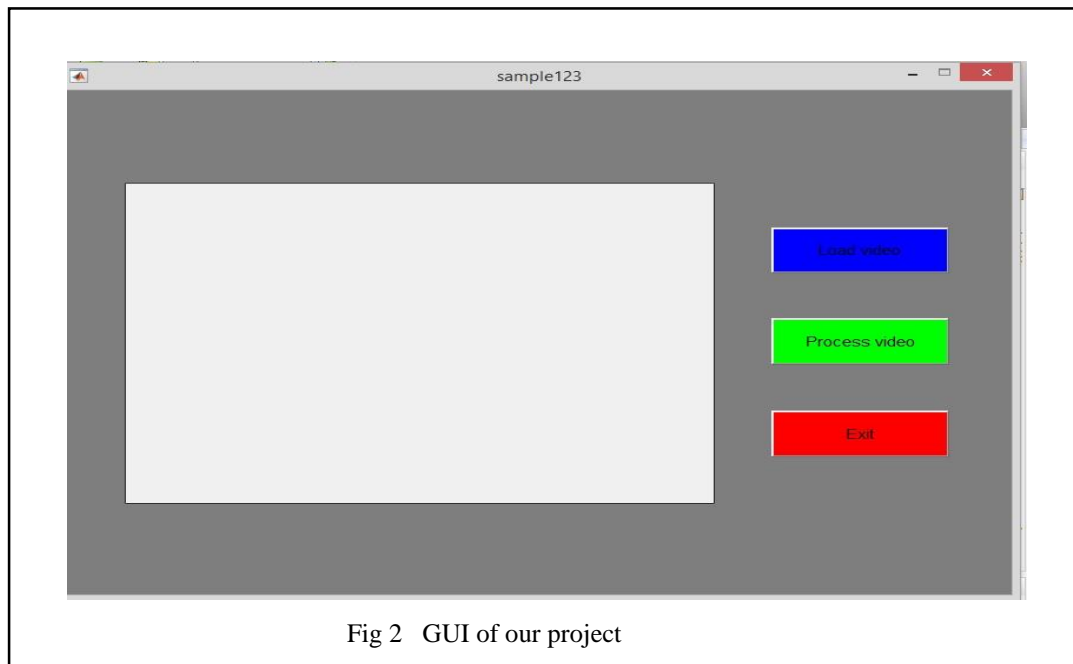 sample123
Load video
Process video
Exit
Fig 2 GUI of our project